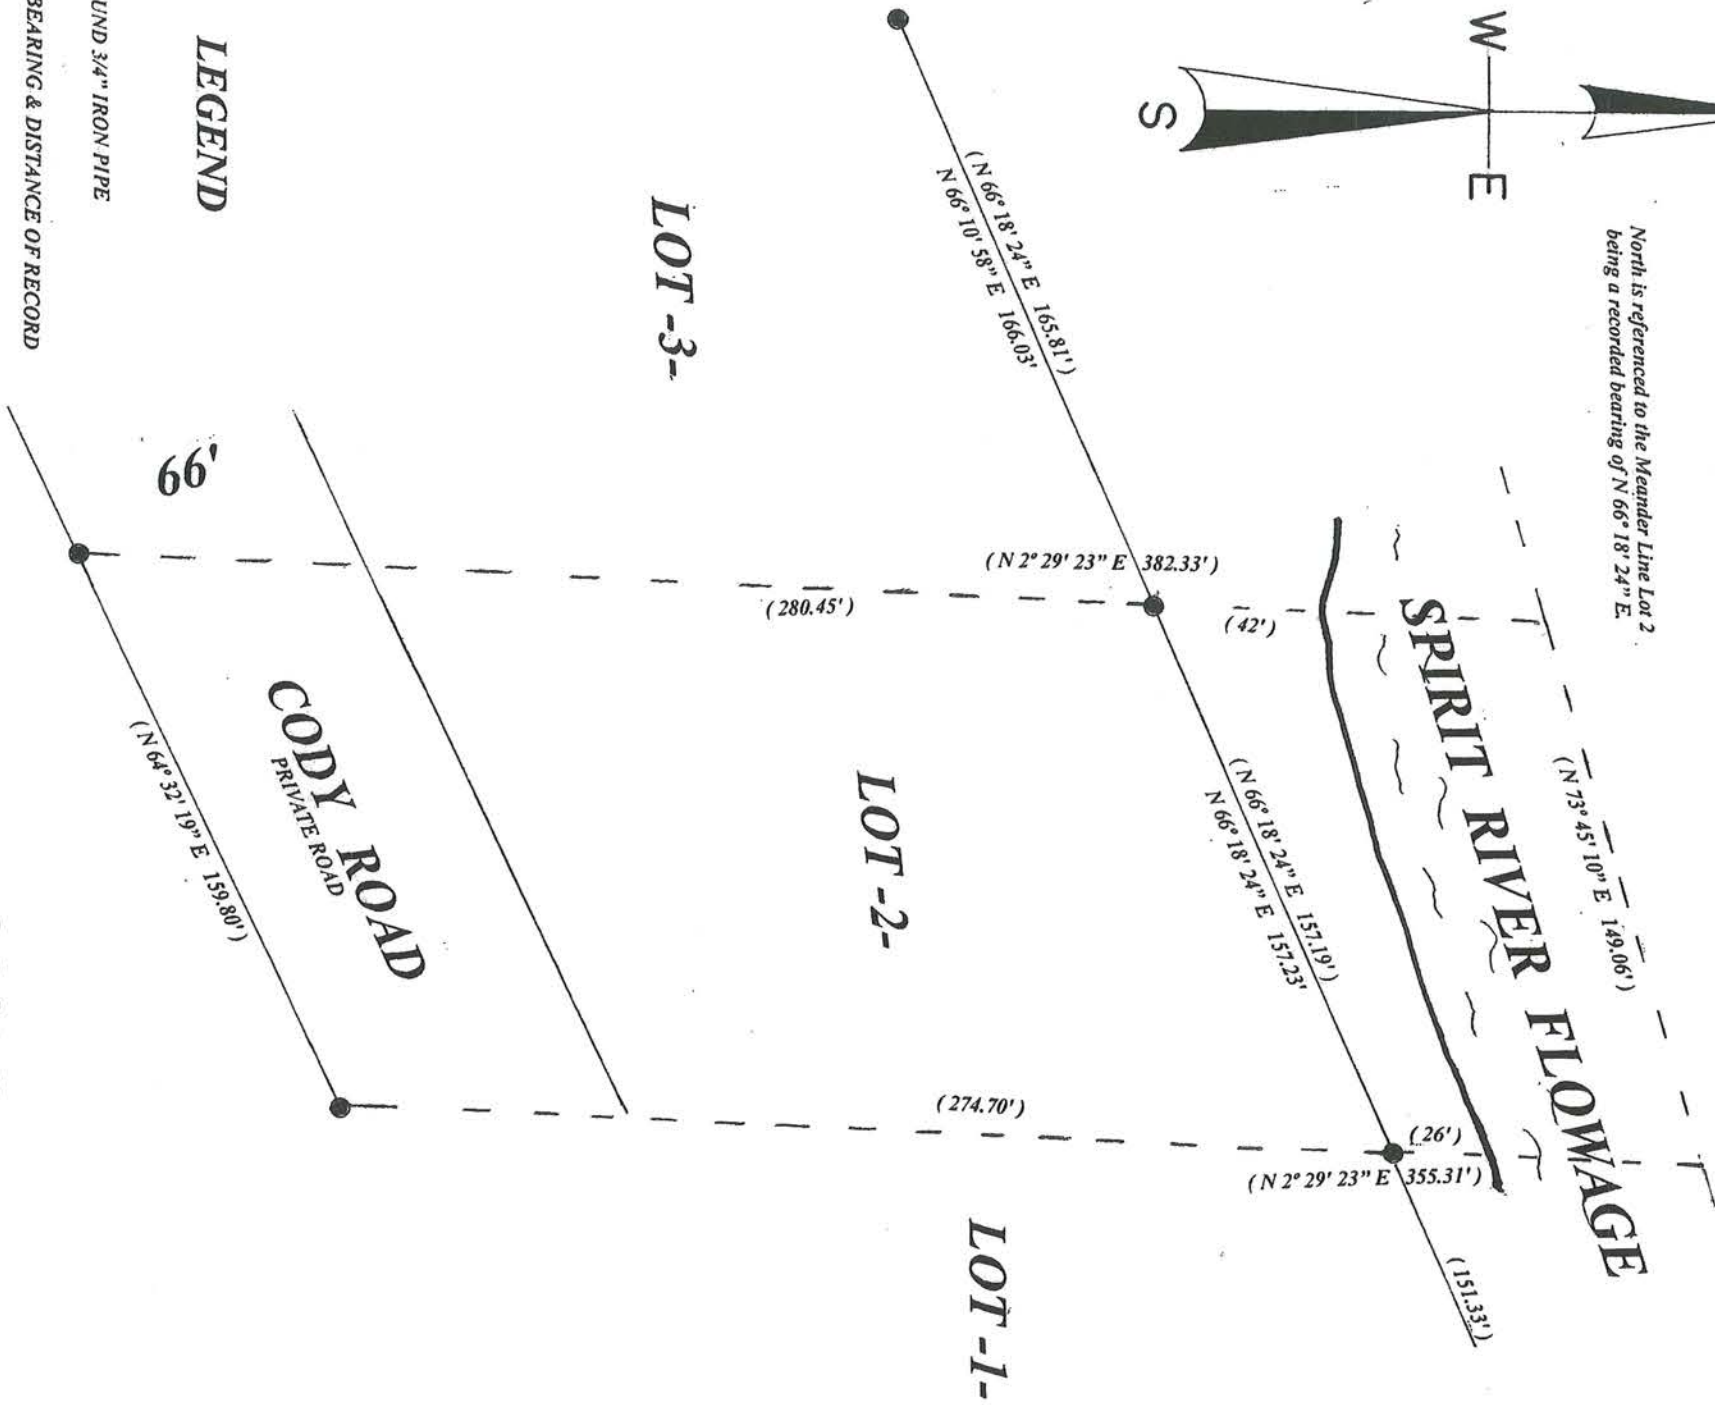 W
E
S
North is referenced to the Meander Line Lot 2
being a recorded bearing of N 66° 18' 24" E.
(N 73° 45' 10" E 149.06')
SPIRIT RIVER FLOWAGE
(N 66° 18' 24" E 165.81')
N 66° 10' 58" E 166.03'
(N 2° 29' 23" E 382.33')
(42')
(280.45')
(N 66° 18' 24" E 157.19')
N 66° 18' 24" E 157.23'
(26')
(N 2° 29' 23" E 355.31')
(151.33')
(274.70')
LOT -3-
LOT -2-
LOT -1-
66'
CODY ROAD
PRIVATE ROAD
(N 64° 32' 19" E 159.80')
LEGEND
UND 3/4" IRON PIPE
BEARING & DISTANCE OF RECORD